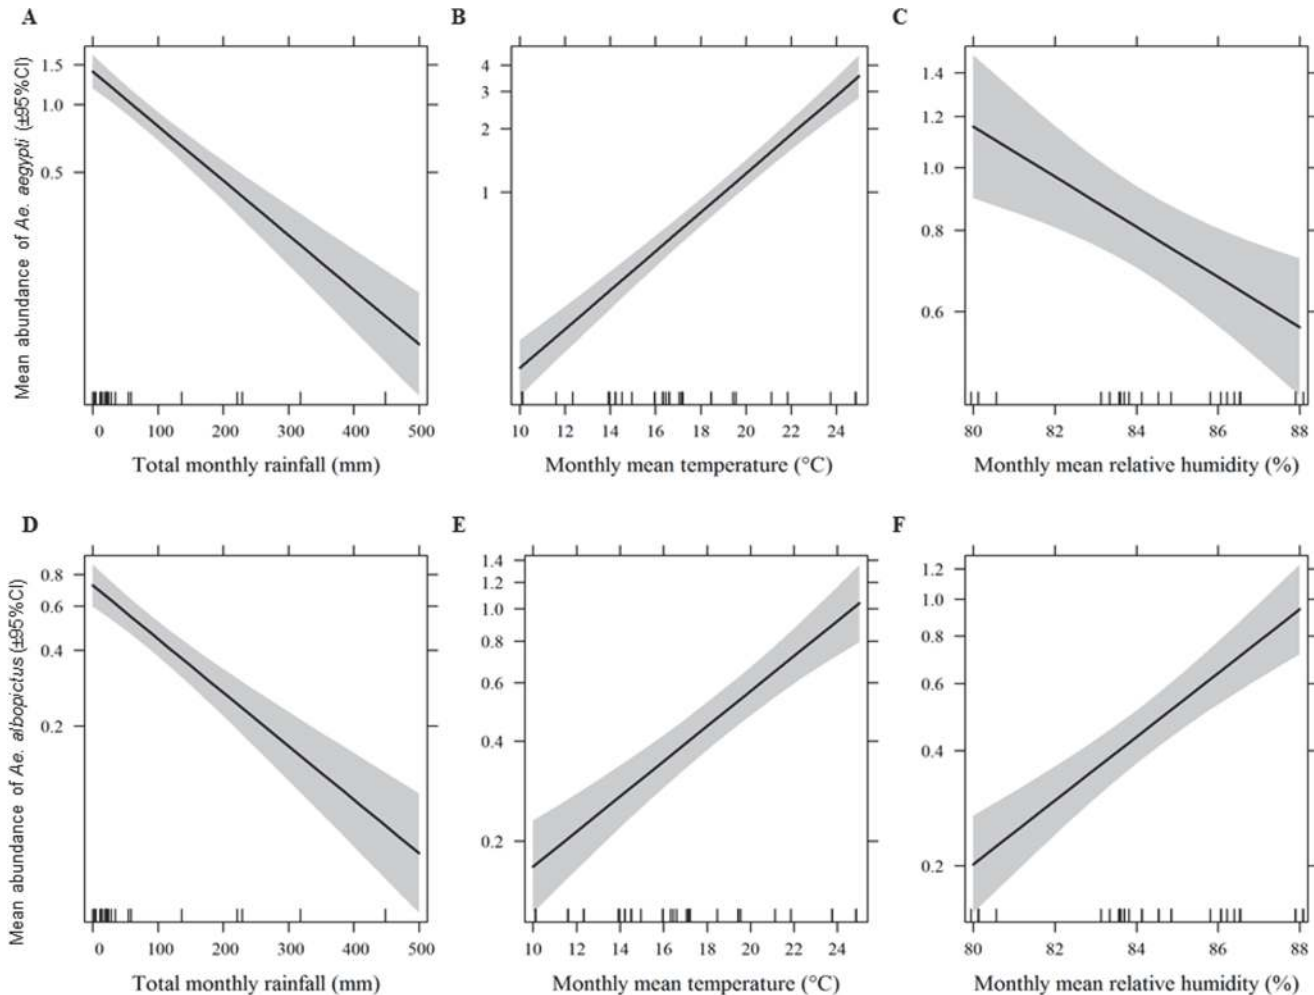 A
B
C
Mean abundance of Ae. aegypti (±95%CI)
1.5
1.0
0.5
0 100 200 300 400 500
Total monthly rainfall (mm)
4
3
2
1
10 12 14 16 18 20 22 24
Monthly mean temperature (°C)
1.4
1.2
1.0
0.8
0.6
80 82 84 86 88
Monthly mean relative humidity (%)
D
E
F
Mean abundance of Ae. albopictus (±95%CI)
0.8
0.6
0.4
0.2
0 100 200 300 400 500
Total monthly rainfall (mm)
1.4
1.2
1.0
0.8
0.6
0.4
0.2
10 12 14 16 18 20 22 24
Monthly mean temperature (°C)
1.2
1.0
0.8
0.6
0.4
0.2
80 82 84 86 88
Monthly mean relative humidity (%)